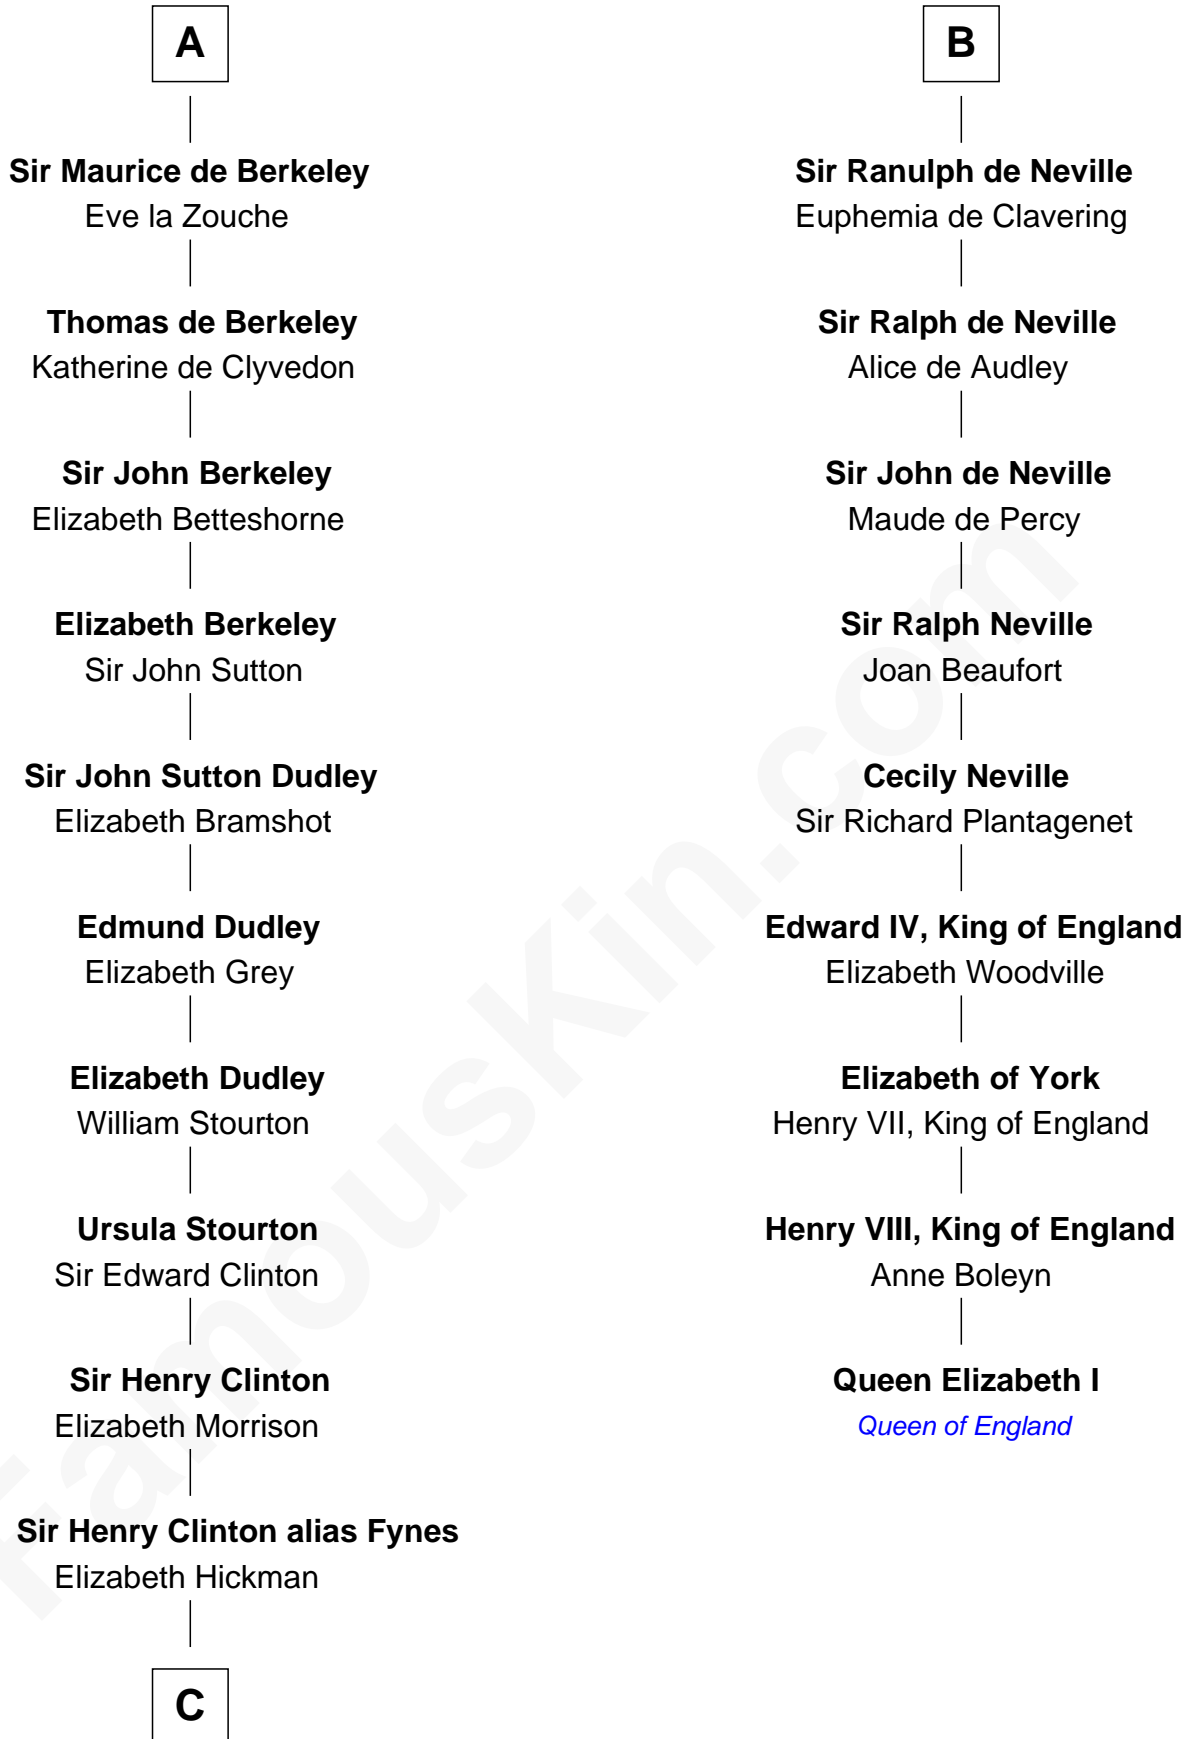 A
Sir Maurice de Berkeley
Eve la Zouche
Thomas de Berkeley
Katherine de Clyvedon
Sir John Berkeley
Elizabeth Betteshorne
Elizabeth Berkeley
Sir John Sutton
Sir John Sutton Dudley
Elizabeth Bramshot
Edmund Dudley
Elizabeth Grey
Elizabeth Dudley
William Stourton
Ursula Stourton
Sir Edward Clinton
Sir Henry Clinton
Elizabeth Morrison
Sir Henry Clinton alias Fynes
Elizabeth Hickman
C
B
Sir Ranulph de Neville
Euphemia de Clavering
Sir Ralph de Neville
Alice de Audley
Sir John de Neville
Maude de Percy
Sir Ralph Neville
Joan Beaufort
Cecily Neville
Sir Richard Plantagenet
Edward IV, King of England
Elizabeth Woodville
Elizabeth of York
Henry VII, King of England
Henry VIII, King of England
Anne Boleyn
Queen Elizabeth I
Queen of England
FamousKin.com